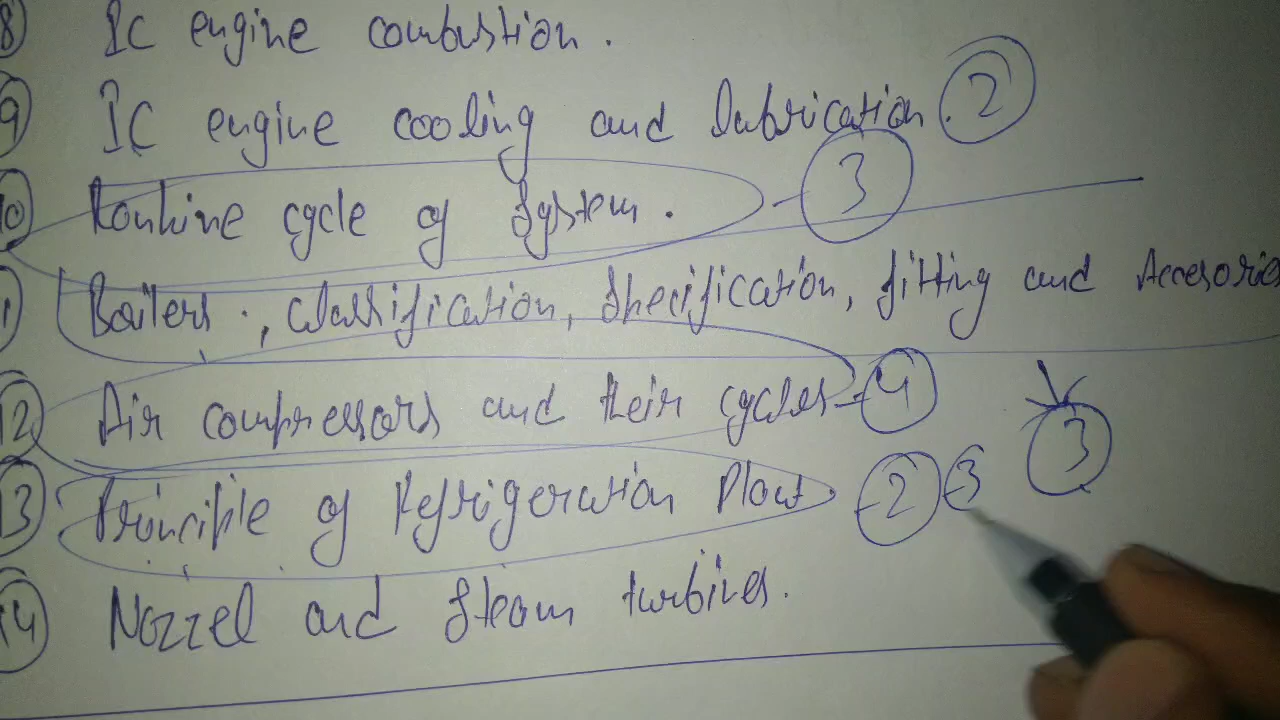 8 IC engine combustion.
9 IC engine cooling and lubrication. 2
10 Rankine cycle of System. - 3
11 Boilers, classification, Specification, fitting and Accesorie
12 Air compressors and their cycles - 4
3
13 Principle of Refrigeration Plant 2 3
14 Nozzel and Steam turbines.